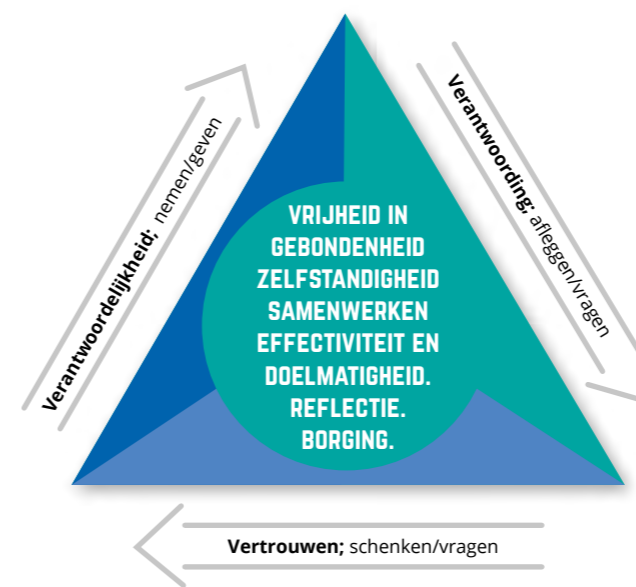 Verantwoordelijkheid; nemen/geven
Verantwoording; afleggen/vragen
VRIJHEID IN
GEBONDENHEID
ZELFSTANDIGHEID
SAMENWERKEN
EFFECTIVITEIT EN
DOELMATIGHEID.
REFLECTIE.
BORGING.
Vertrouwen; schenken/vragen